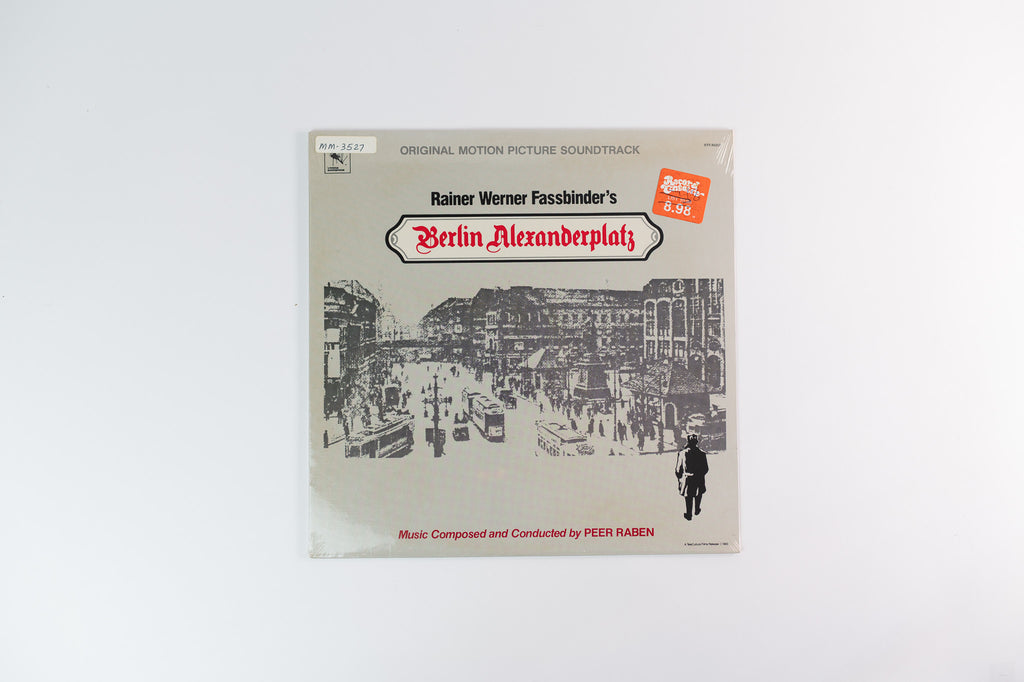 MM-3527
ORIGINAL MOTION PICTURE SOUNDTRACK
Rainer Werner Fassbinder's
Berlin Alexanderplatz
Record
8.98
Music Composed and Conducted by PEER RABEN